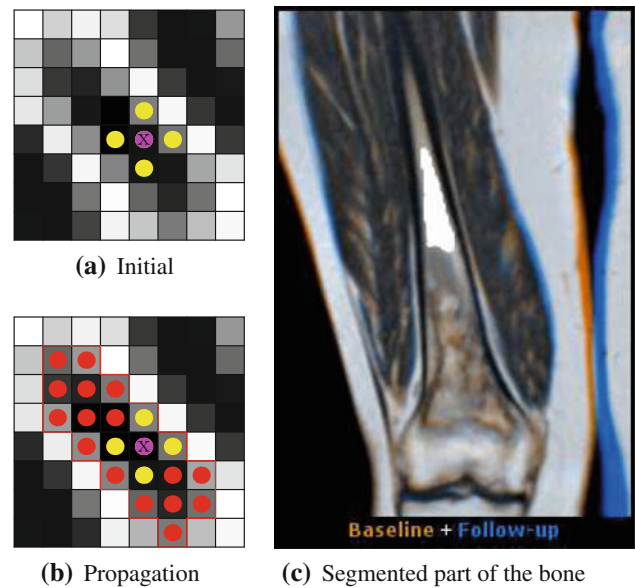 X
(a) Initial
X
(b) Propagation
Baseline + Follow-up
(c) Segmented part of the bone